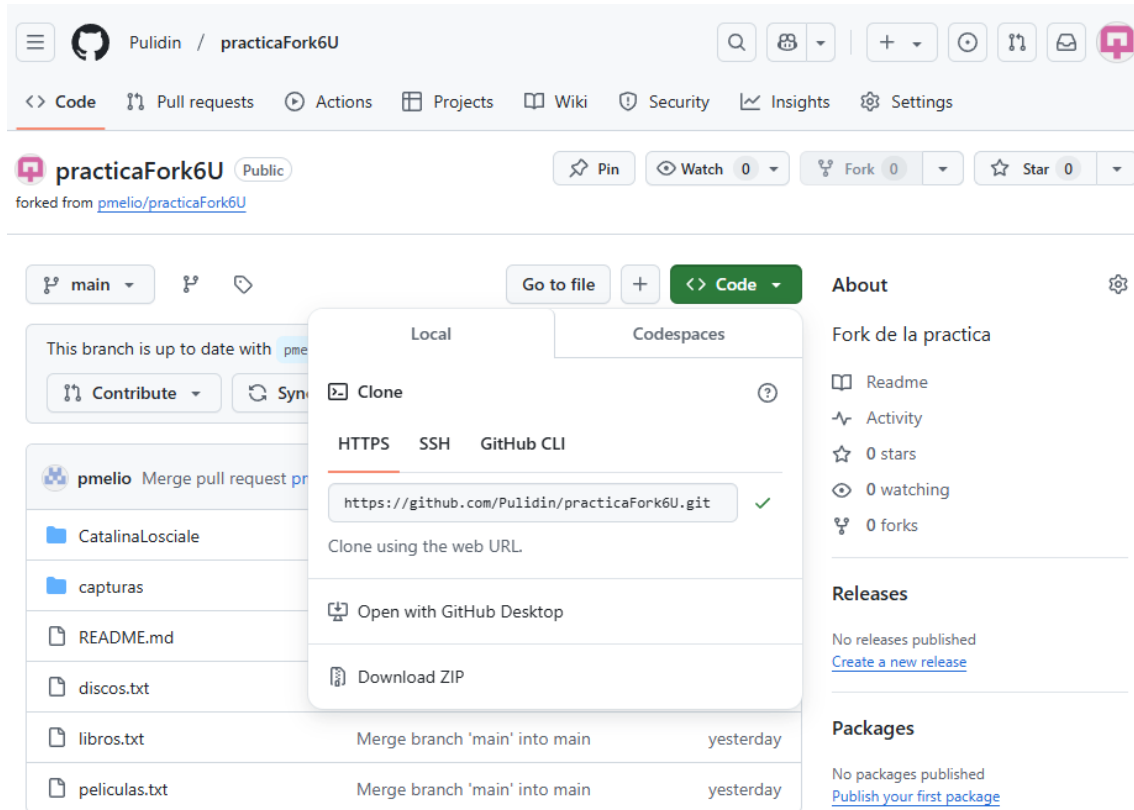 Pulidin / practicaFork6U
Code Pull requests Actions Projects Wiki Security Insights Settings
practicaFork6U Public
Pin Watch 0 Fork 0 Star 0
forked from pmelio/practicaFork6U
main Go to file Code
This branch is up to date with pme
Contribute Syn
pmelio Merge pull request pr
CatalinaLosciale
capturas
README.md
discos.txt
libros.txt Merge branch 'main' into main yesterday
peliculas.txt Merge branch 'main' into main yesterday
Local Codespaces
Clone
HTTPS SSH GitHub CLI
https://github.com/Pulidin/practicaFork6U.git
Clone using the web URL.
Open with GitHub Desktop
Download ZIP
About
Fork de la practica
Readme
Activity
0 stars
0 watching
0 forks
Releases
No releases published
Create a new release
Packages
No packages published
Publish your first package